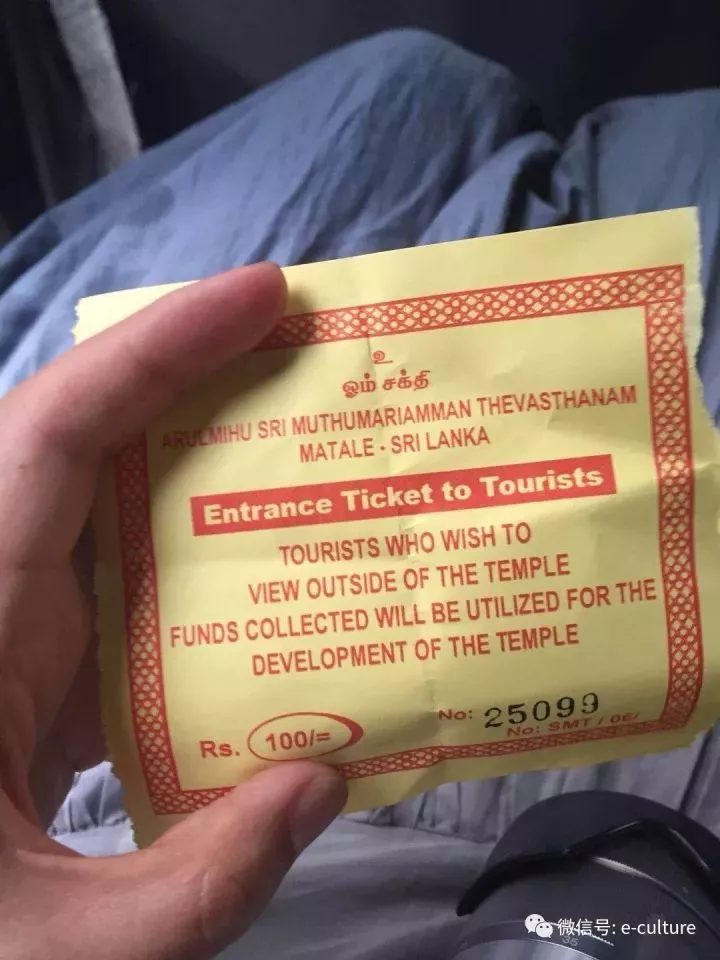 உ
ஓம் சக்தி
ARULMIHU SRI MUTHUMARIAMMAN THEVASTHANAM
MATALE - SRI LANKA
Entrance Ticket to Tourists
TOURISTS WHO WISH TO
VIEW OUTSIDE OF THE TEMPLE
FUNDS COLLECTED WILL BE UTILIZED FOR THE
DEVELOPMENT OF THE TEMPLE
No: 25099
No: SMT / 06/
Rs. 100/=
微信号: e-culture
35